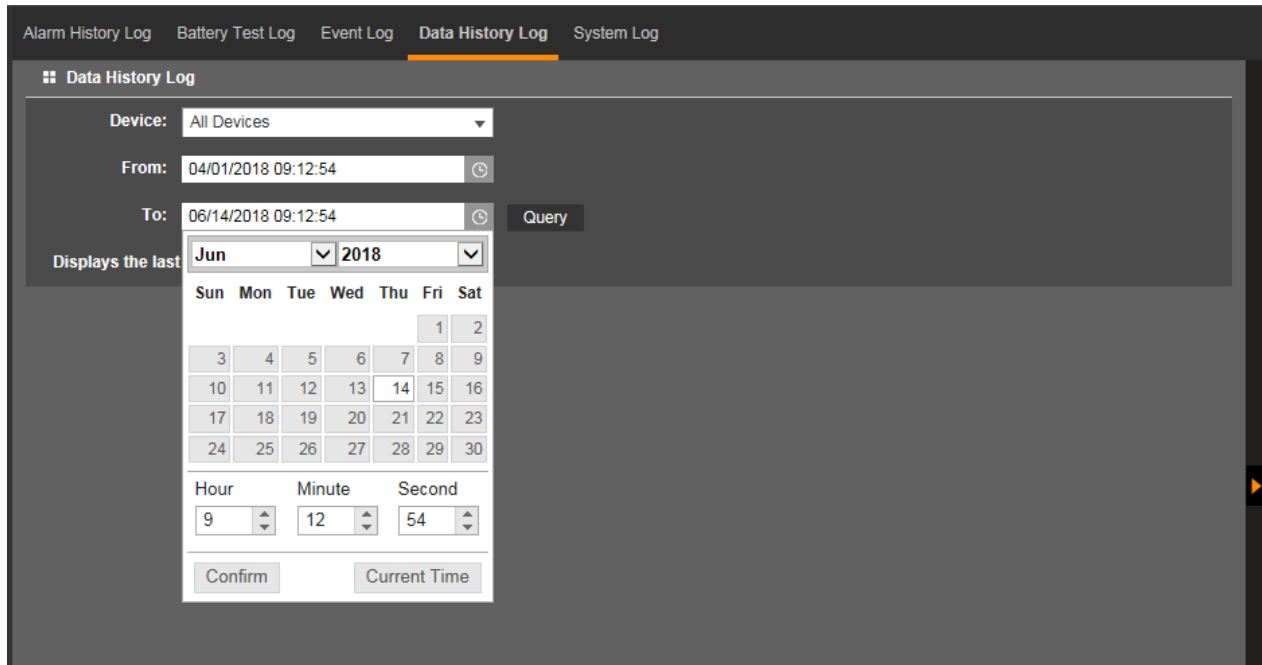 Alarm History Log Battery Test Log Event Log Data History Log System Log
Data History Log
Device: All Devices
From: 04/01/2018 09:12:54
To: 06/14/2018 09:12:54 Query
Displays the last
Jun 2018
Sun Mon Tue Wed Thu Fri Sat
1 2
3 4 5 6 7 8 9
10 11 12 13 14 15 16
17 18 19 20 21 22 23
24 25 26 27 28 29 30
Hour Minute Second
9 12 54
Confirm Current Time